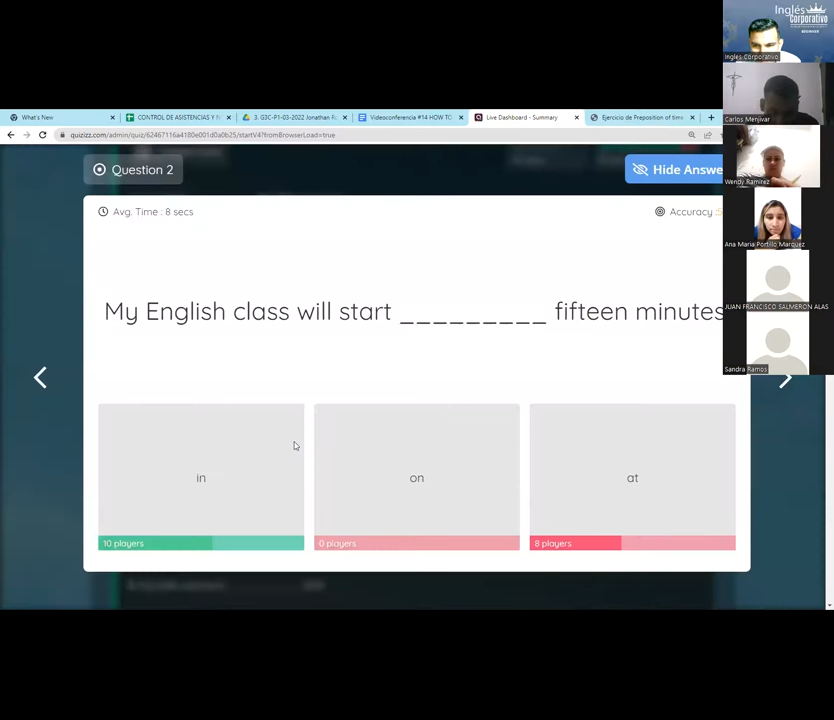 Inglés
Corporativo
BEGINNER
Inglés Corporativo
What's New
CONTROL DE ASISTENCIAS Y N
3. G3C-P1-03-2022 Jonathan R
Videoconferencia #14 HOW TO
Live Dashboard - Summary
Ejercicio de Preposition of time
Carlos Menjivar
quizizz.com/admin/quiz/62467116a4180e001d0a0b25/startV4?fromBrowserLoad=true
Question 2
Hide Answe
Wendy Ramirez
Avg. Time : 8 secs
Accuracy :5
Ana Maria Portillo Marquez
My English class will start _________ fifteen minutes
JUAN FRANCISCO SALMERON ALAS
Sandra Ramos
in
on
at
10 players
0 players
8 players